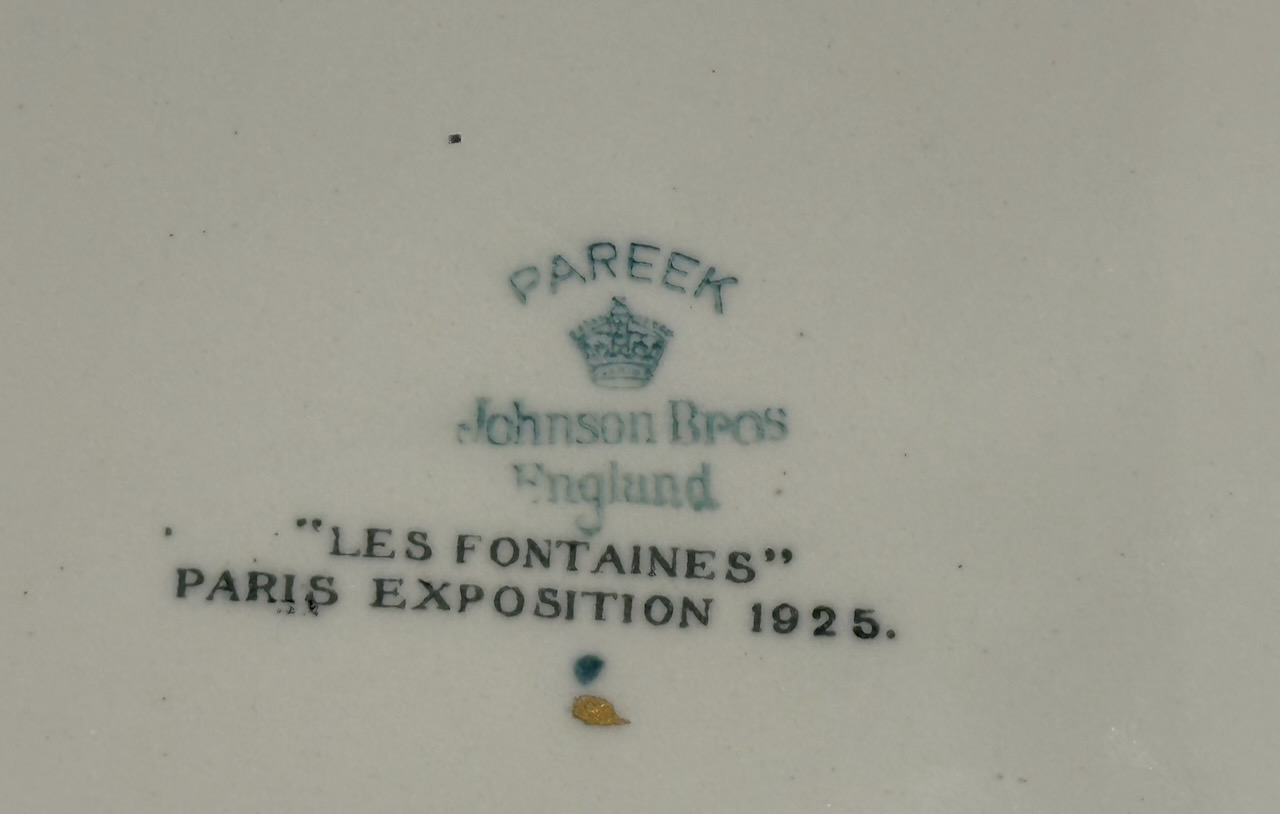 PAREEK
Johnson Bros
England
"LES FONTAINES"
PARIS EXPOSITION 1925.